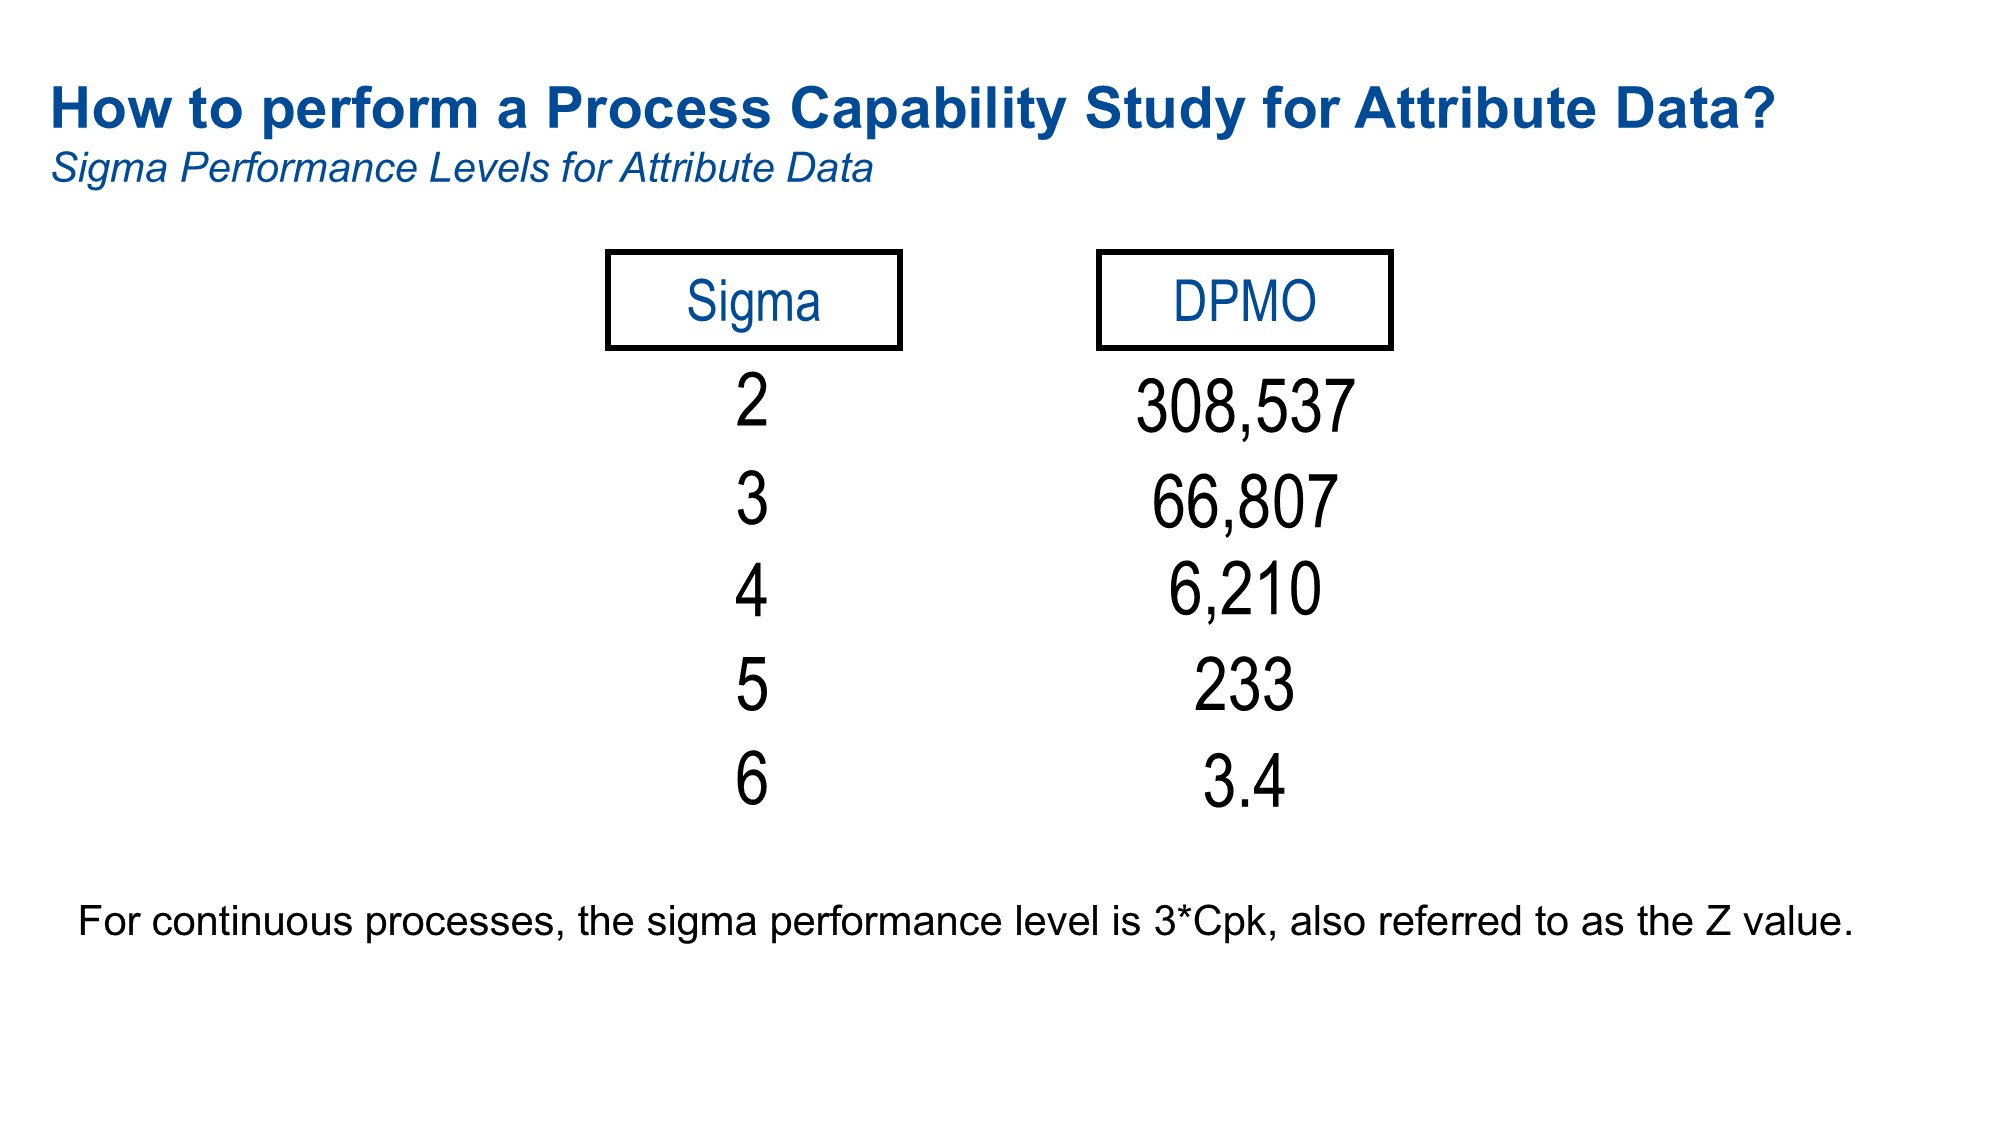 How to perform a Process Capability Study for Attribute Data?
Sigma Performance Levels for Attribute Data
Sigma DPMO
2 308,537
3 66,807
4 6,210
5 233
6 3.4
For continuous processes, the sigma performance level is 3*Cpk, also referred to as the Z value.